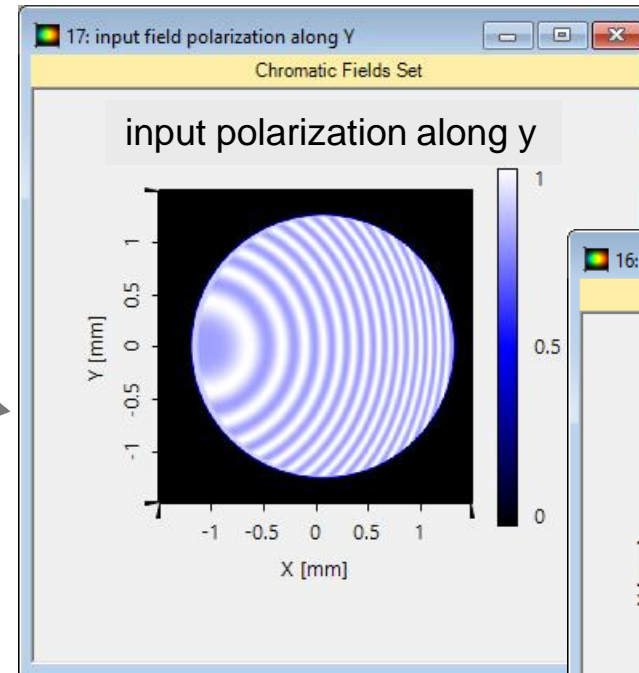 17: input field polarization along Y
Chromatic Fields Set
input polarization along y
1
0.5
0
Y [mm]
1
0.5
0
-0.5
-1
-1 -0.5 0 0.5 1
X [mm]
16: